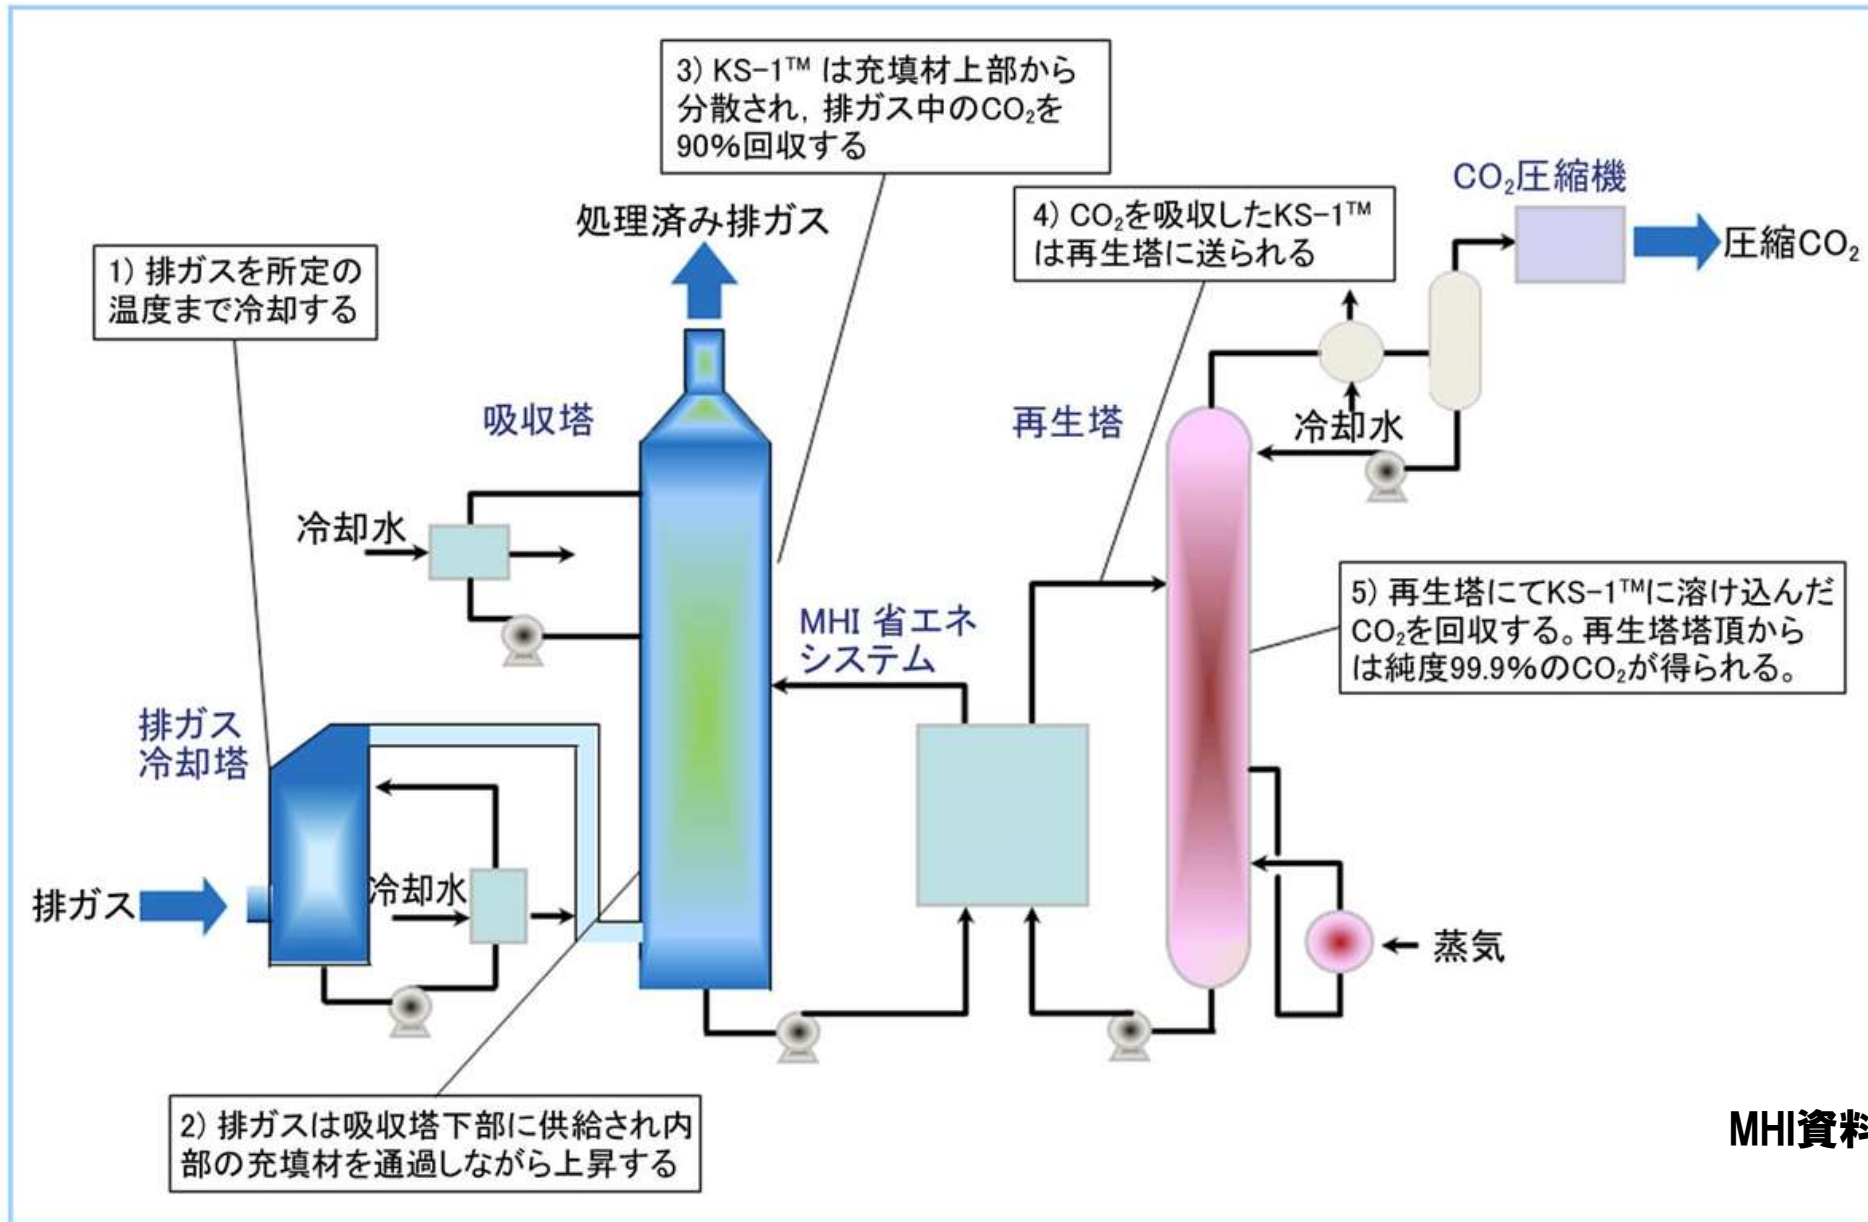 3) KS-1™ は充填材上部から
分散され，排ガス中のCO₂を
90%回収する
CO₂圧縮機
4) CO₂を吸収したKS-1™
は再生塔に送られる
処理済み排ガス
圧縮CO₂
1) 排ガスを所定の
温度まで冷却する
吸収塔
再生塔
冷却水
冷却水
5) 再生塔にてKS-1™に溶け込んだ
CO₂を回収する。再生塔塔頂から
は純度99.9%のCO₂が得られる。
MHI 省エネ
システム
排ガス
冷却塔
冷却水
排ガス
蒸気
2) 排ガスは吸収塔下部に供給され内
部の充填材を通過しながら上昇する
MHI資料